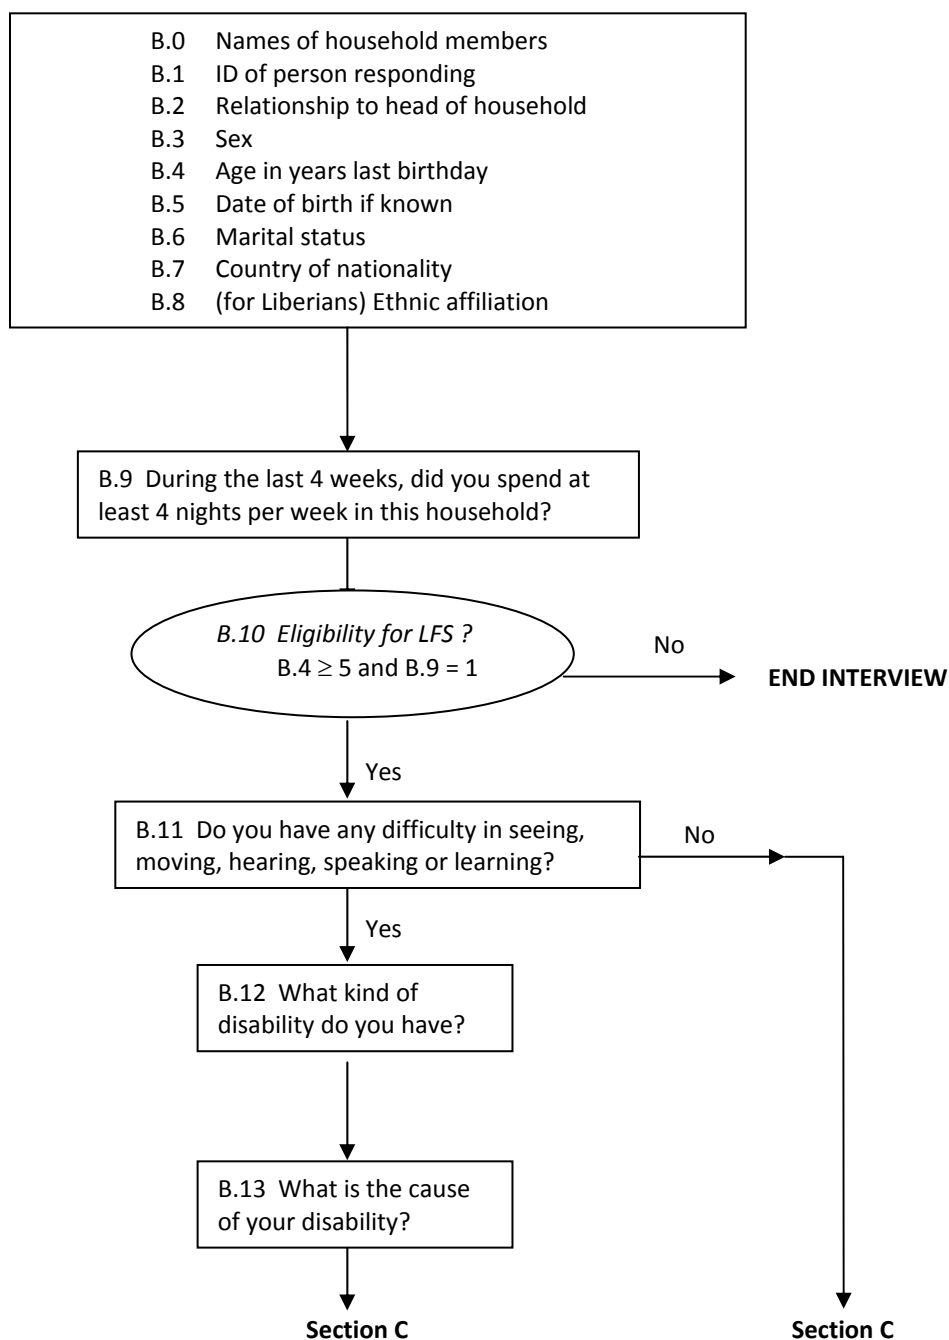 B.0 Names of household members
B.1 ID of person responding
B.2 Relationship to head of household
B.3 Sex
B.4 Age in years last birthday
B.5 Date of birth if known
B.6 Marital status
B.7 Country of nationality
B.8 (for Liberians) Ethnic affiliation
B.9 During the last 4 weeks, did you spend at
least 4 nights per week in this household?
B.10 Eligibility for LFS ?
B.4 ≥ 5 and B.9 = 1
No
END INTERVIEW
Yes
B.11 Do you have any difficulty in seeing,
moving, hearing, speaking or learning?
No
Yes
B.12 What kind of
disability do you have?
B.13 What is the cause
of your disability?
Section C
Section C